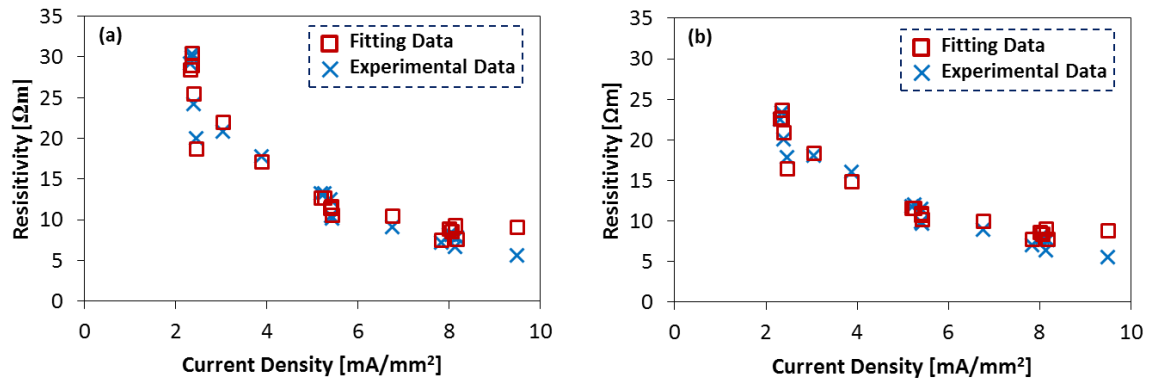 (a)
Fitting Data
Experimental Data
Resisitivity [Ωm]
35
30
25
20
15
10
5
0
0 2 4 6 8 10
Current Density [mA/mm²]
(b)
Fitting Data
Experimental Data
Resisitivity [Ωm]
35
30
25
20
15
10
5
0
0 2 4 6 8 10
Current Density [mA/mm²]